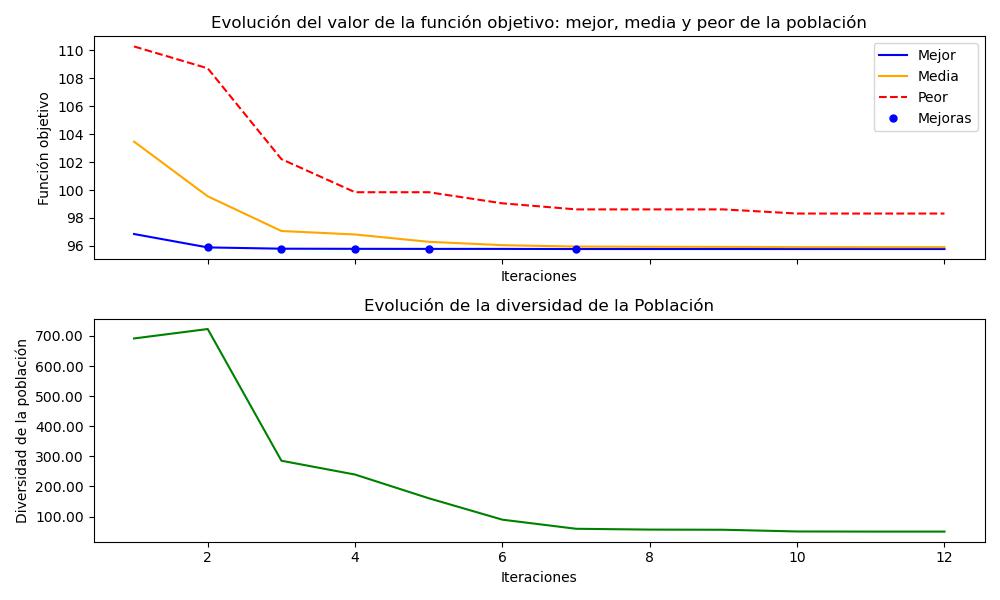 Evolución del valor de la función objetivo: mejor, media y peor de la población
Función objetivo
110
108
106
104
102
100
98
96
Mejor
Media
Peor
Mejoras
Iteraciones
Evolución de la diversidad de la Población
Diversidad de la población
700.00
600.00
500.00
400.00
300.00
200.00
100.00
2 4 6 8 10 12
Iteraciones